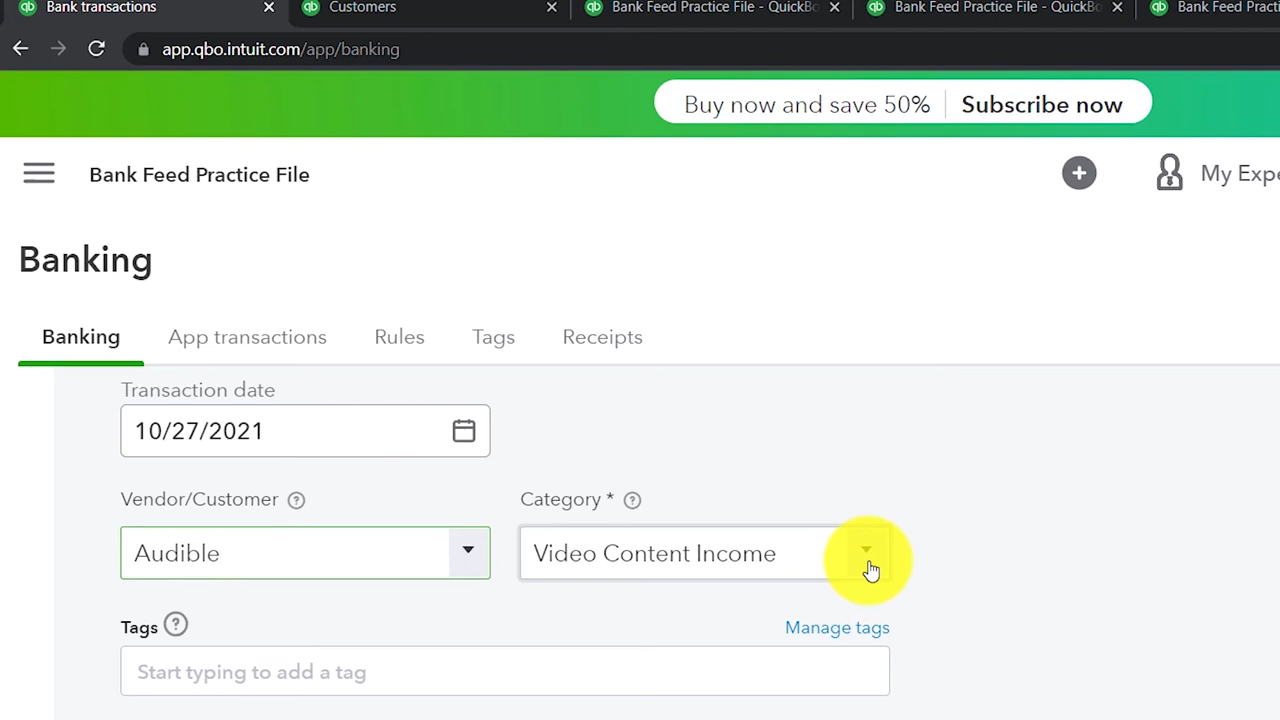 Bank transactions
Customers
Bank Feed Practice File - QuickBo
Bank Feed Practice File - QuickBo
Bank Feed Practi
app.qbo.intuit.com/app/banking
Buy now and save 50% Subscribe now
Bank Feed Practice File
My Expe
Banking
Banking App transactions Rules Tags Receipts
Transaction date
10/27/2021
Vendor/Customer ? Category * ?
Audible Video Content Income
Tags ? Manage tags
Start typing to add a tag